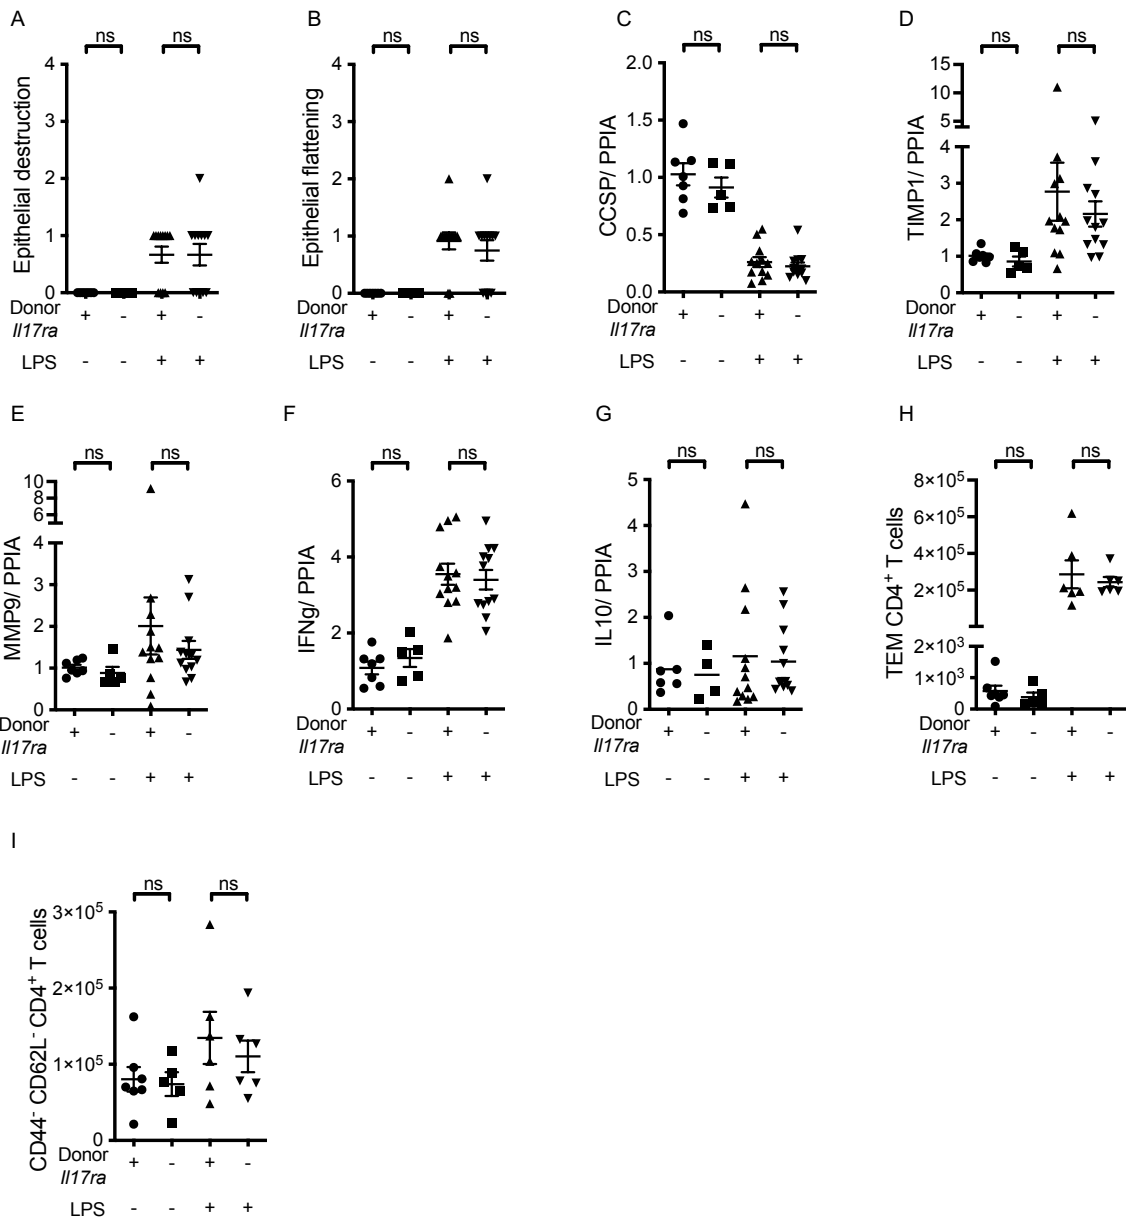 A
ns
ns
Epithelial destruction
4
3
2
1
0
Donor
Il17ra
+ - + -
LPS - - + +
B
ns
ns
Epithelial flattening
4
3
2
1
0
Donor
Il17ra
+ - + -
LPS - - + +
C
ns
ns
CCSP/ PPIA
2.0
1.5
1.0
0.5
0.0
Donor
Il17ra
+ - + -
LPS - - + +
D
ns
ns
TIMP1/ PPIA
15
10
5
4
3
2
1
0
Donor
Il17ra
+ - + -
LPS - - + +
E
ns
ns
MMP9/ PPIA
10
8
6
4
3
2
1
0
Donor
Il17ra
+ - + -
LPS - - + +
F
ns
ns
IFNg/ PPIA
6
4
2
0
Donor
Il17ra
+ - + -
LPS - - + +
G
ns
ns
IL10/ PPIA
5
4
3
2
1
0
Donor
Il17ra
+ - + -
LPS - - + +
H
ns
ns
TEM CD4⁺ T cells
8×10⁵
6×10⁵
4×10⁵
2×10⁵
2×10³
1×10³
0
Donor
Il17ra
+ - + -
LPS - - + +
I
ns
ns
CD44⁻ CD62L⁻ CD4⁺ T cells
3×10⁵
2×10⁵
1×10⁵
0
Donor
Il17ra
+ - + -
LPS - - + +